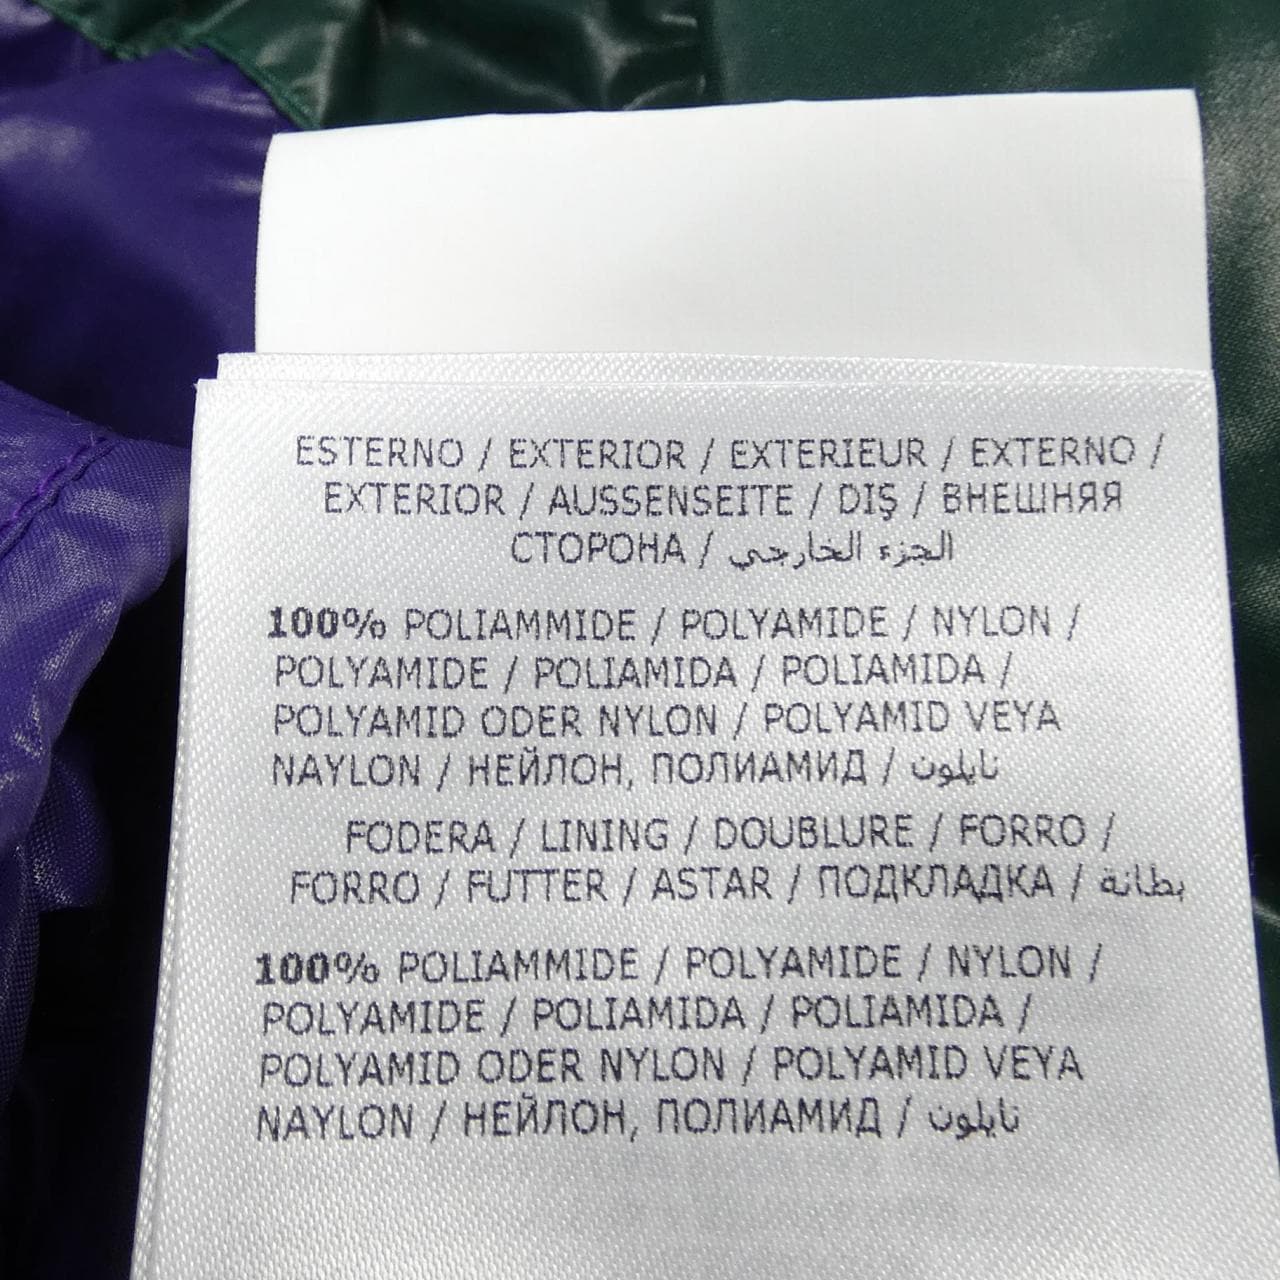 ESTERNO / EXTERIOR / EXTERIEUR / EXTERNO /
EXTERIOR / AUSSENSEITE / DIŞ / ВНЕШНЯЯ
СТОРОНА / الجزء الخارجي
100% POLIAMMIDE / POLYAMIDE / NYLON /
POLYAMIDE / POLIAMIDA / POLIAMIDA /
POLYAMID ODER NYLON / POLYAMID VEYA
NAYLON / НЕЙЛОН, ПОЛИАМИД / نايلون
FODERA / LINING / DOUBLURE / FORRO /
FORRO / FUTTER / ASTAR / ПОДКЛАДКА / بطانة
100% POLIAMMIDE / POLYAMIDE / NYLON /
POLYAMIDE / POLIAMIDA / POLIAMIDA /
POLYAMID ODER NYLON / POLYAMID VEYA
NAYLON / НЕЙЛОН, ПОЛИАМИД / نايلون